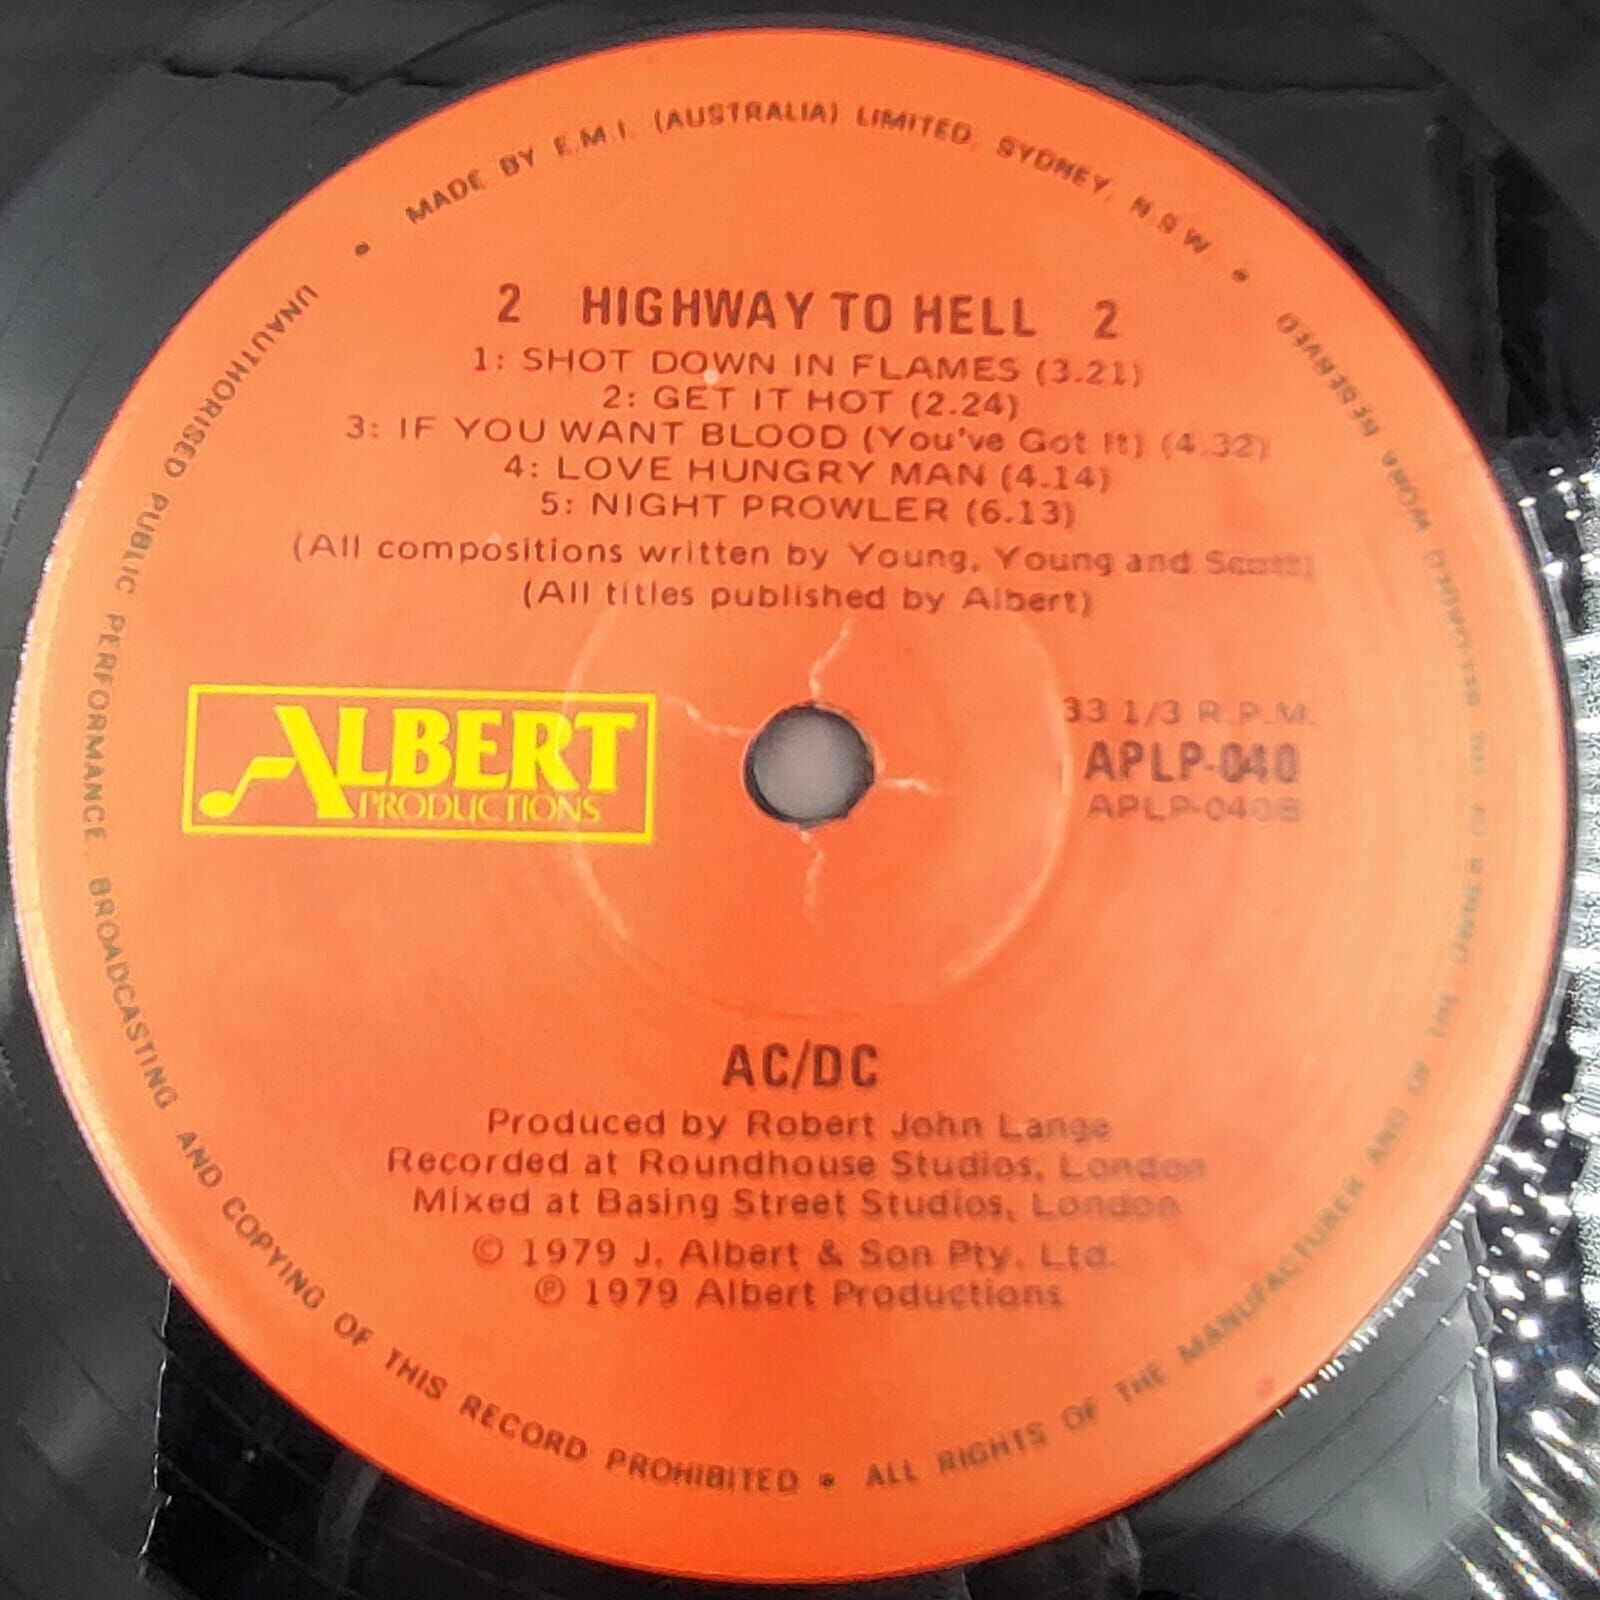 MADE BY E.M.I. (AUSTRALIA) LIMITED, SYDNEY, N.S.W.
2 HIGHWAY TO HELL 2
1: SHOT DOWN IN FLAMES (3.21)
2: GET IT HOT (2.24)
3: IF YOU WANT BLOOD (You've Got It) (4.32)
4: LOVE HUNGRY MAN (4.14)
5: NIGHT PROWLER (6.13)
(All compositions written by Young, Young and Scott)
(All titles published by Albert)
ALBERT
PRODUCTIONS
33 1/3 R.P.M.
APLP-040
APLP-040B
AC/DC
Produced by Robert John Lange
Recorded at Roundhouse Studios, London
Mixed at Basing Street Studios, London
© 1979 J. Albert & Son Pty. Ltd.
℗ 1979 Albert Productions
UNAUTHORISED PUBLIC PERFORMANCE, BROADCASTING AND COPYING OF THIS RECORD PROHIBITED • ALL RIGHTS OF THE MANUFACTURER AND OF THE OWNER OF THE RECORDED WORK RESERVED